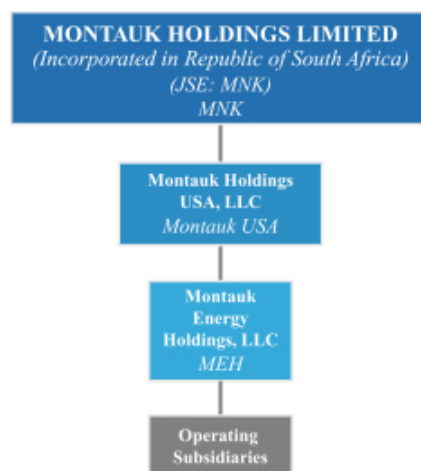 MONTAUK HOLDINGS LIMITED
(Incorporated in Republic of South Africa)
(JSE: MNK)
MNK
Montauk Holdings
USA, LLC
Montauk USA
Montauk
Energy
Holdings, LLC
MEH
Operating
Subsidiaries